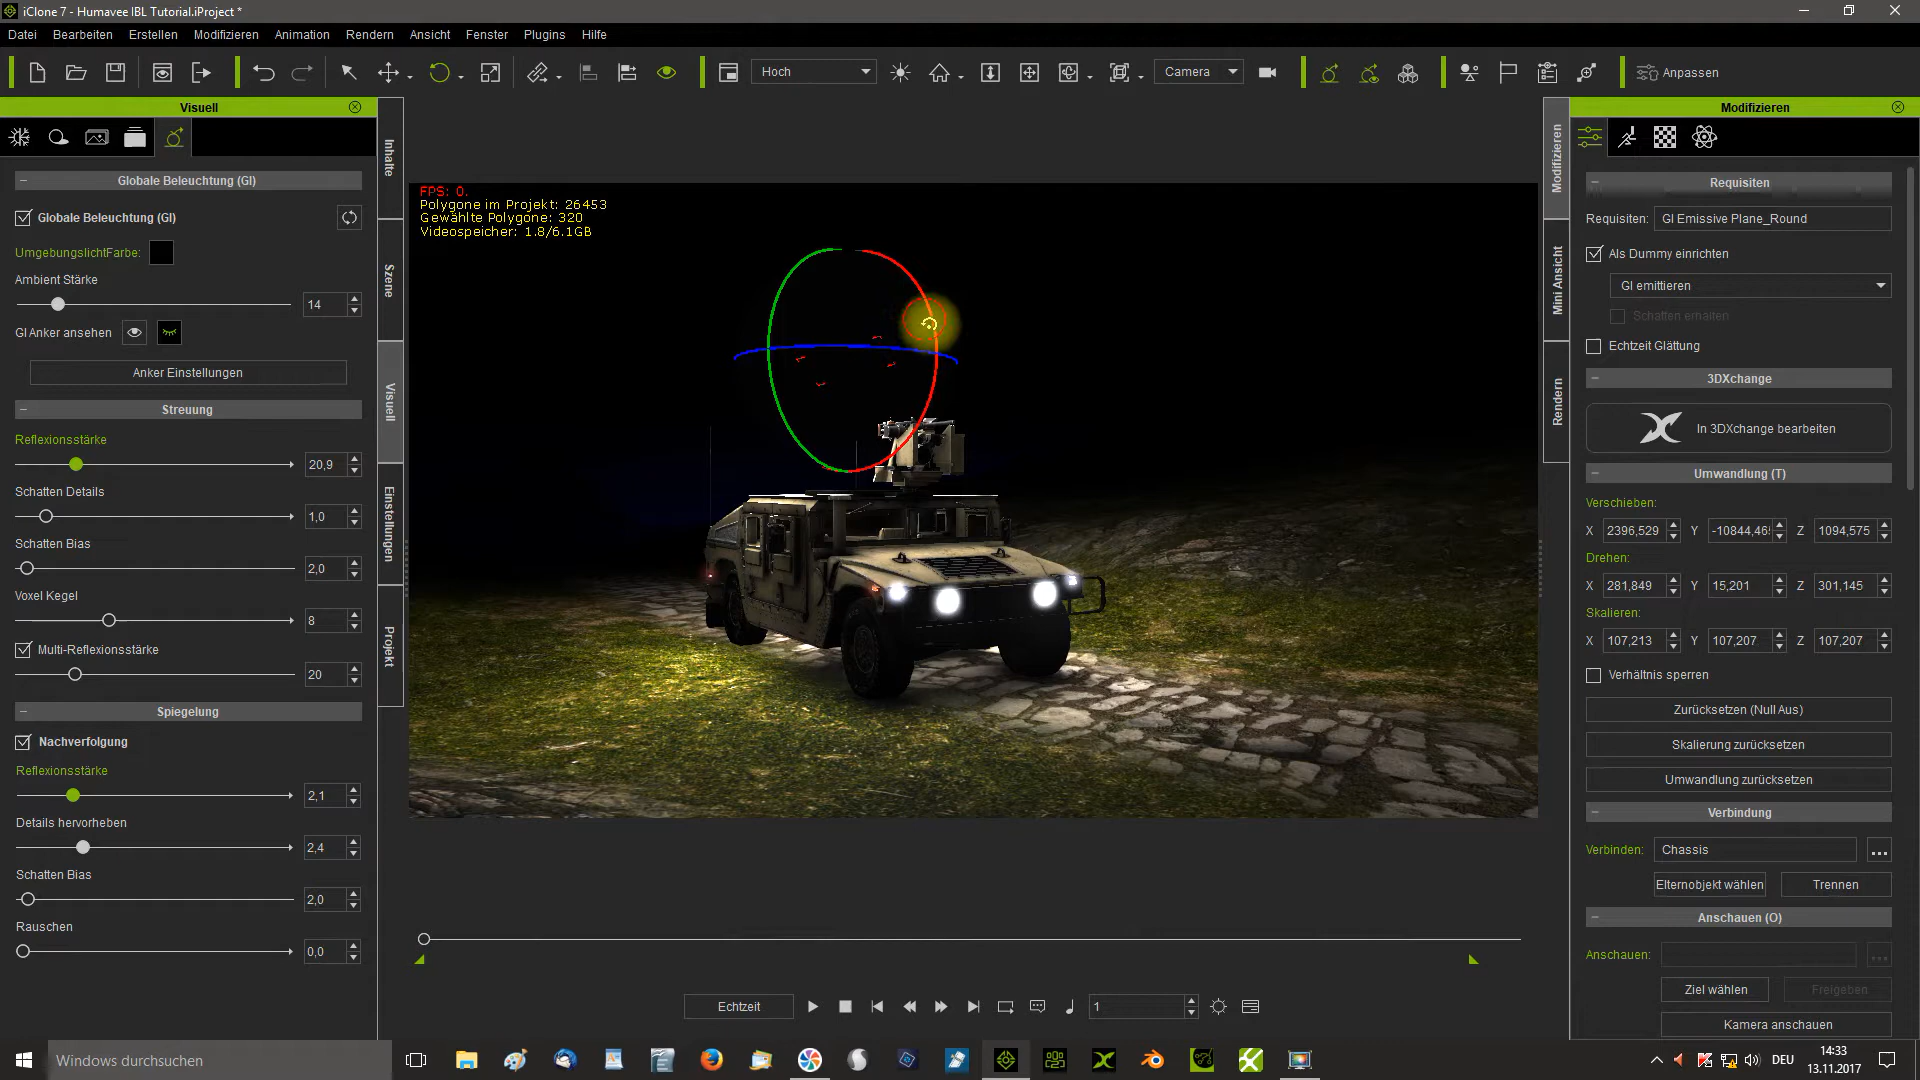 iClone 7 - Humavee IBL Tutorial.iProject *
Datei Bearbeiten Erstellen Modifizieren Animation Rendern Ansicht Fenster Plugins Hilfe
Hoch Camera Anpassen
Visuell
Globale Beleuchtung (GI)
Globale Beleuchtung (GI)
UmgebungslichtFarbe:
Ambient Stärke
14
GI Anker ansehen
Anker Einstellungen
Streuung
Reflexionsstärke
20,9
Schatten Details
1,0
Schatten Bias
2,0
Voxel Kegel
8
Multi-Reflexionsstärke
20
Spiegelung
Nachverfolgung
Reflexionsstärke
2,1
Details hervorheben
2,4
Schatten Bias
2,0
Rauschen
0,0
Inhalte
Szene
Visuell
Einstellungen
Projekt
FPS: 0.
Polygone im Projekt: 26453
Gewählte Polygone: 320
Videospeicher: 1.8/6.1GB
Echtzeit
1
Modifizieren
Mini Ansicht
Rendern
Modifizieren
Requisiten
Requisiten: GI Emissive Plane_Round
Als Dummy einrichten
GI emittieren
Schatten erhalten
Echtzeit Glättung
3DXchange
In 3DXchange bearbeiten
Umwandlung (T)
Verschieben:
X 2396,529 Y -10844,46 Z 1094,575
Drehen:
X 281,849 Y 15,201 Z 301,145
Skalieren:
X 107,213 Y 107,207 Z 107,207
Verhältnis sperren
Zurücksetzen (Null Aus)
Skalierung zurücksetzen
Umwandlung zurücksetzen
Verbindung
Verbinden: Chassis ...
Elternobjekt wählen Trennen
Anschauen (O)
Anschauen: ...
Ziel wählen Freigeben
Kamera anschauen
Windows durchsuchen
DEU
14:33
13.11.2017